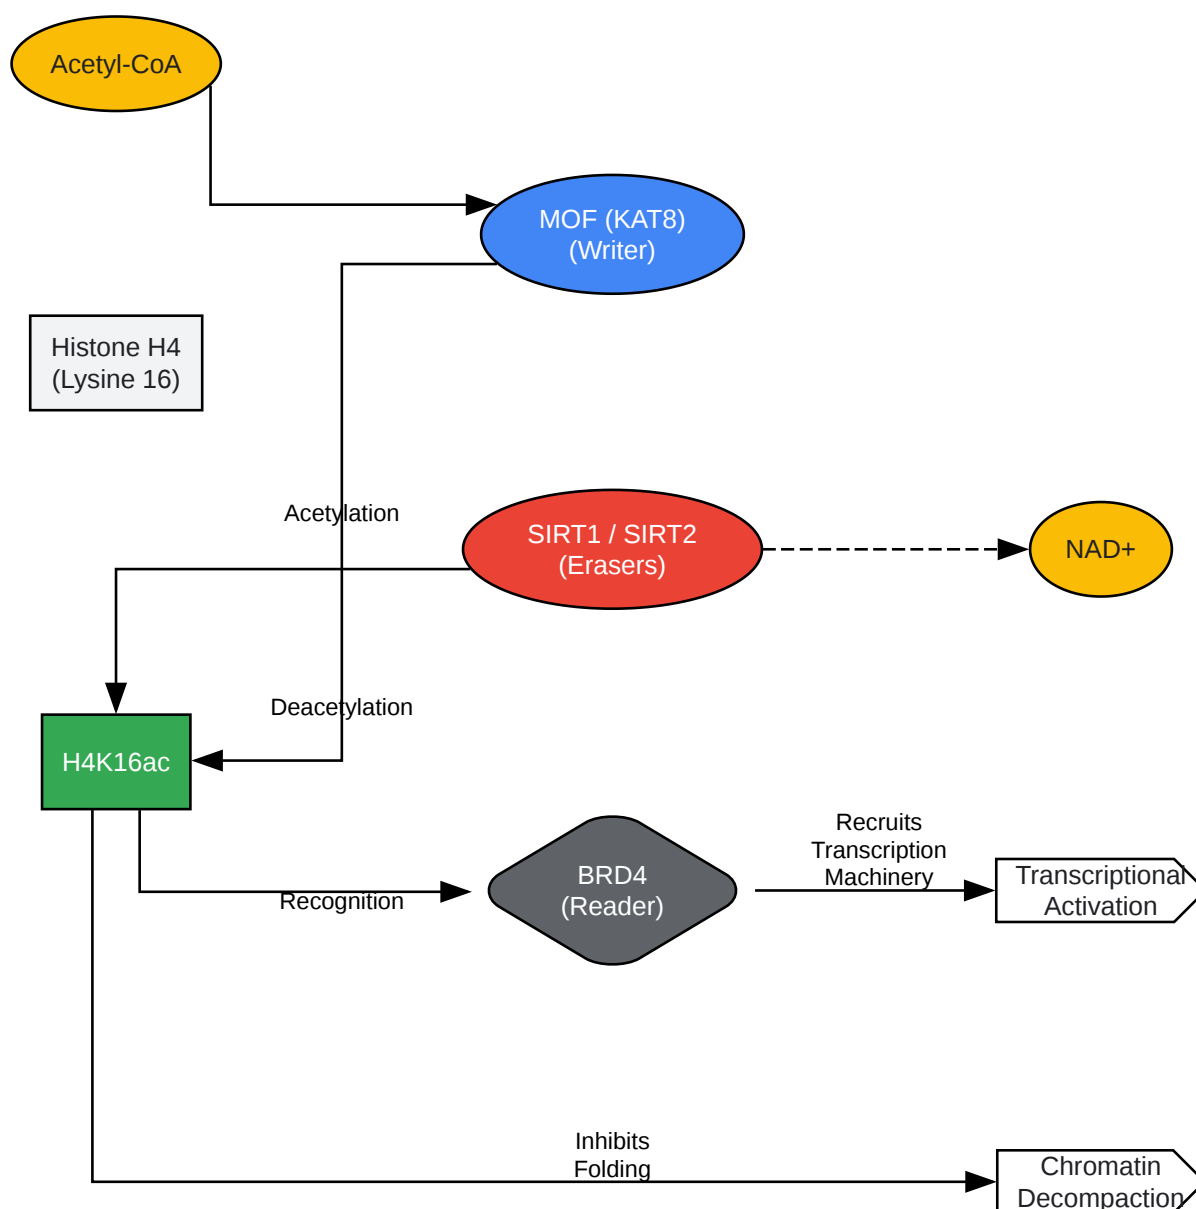 Acetyl-CoA
MOF (KAT8)
(Writer)
Histone H4
(Lysine 16)
Acetylation
SIRT1 / SIRT2
(Erasers)
NAD+
Deacetylation
H4K16ac
Recognition
BRD4
(Reader)
Recruits
Transcription
Machinery
Transcriptional
Activation
Inhibits
Folding
Chromatin
Decompaction